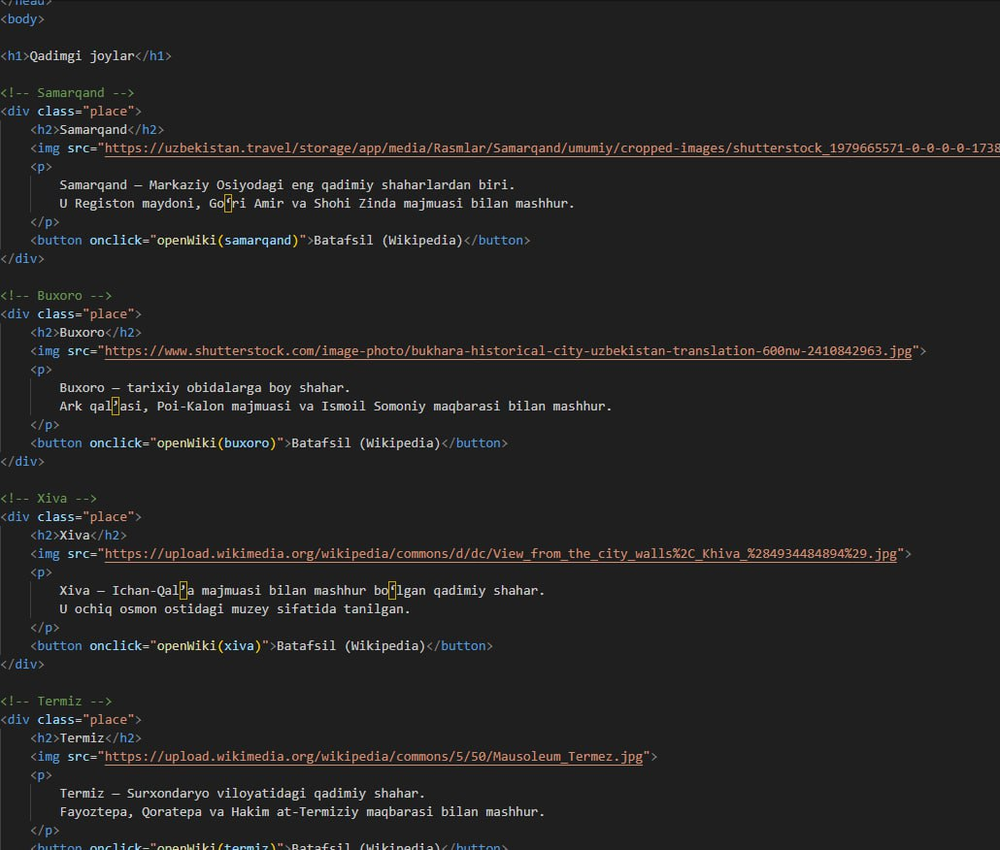 </head>
<body>
<h1>Qadimgi joylar</h1>
<!-- Samarqand -->
<div class="place">
<h2>Samarqand</h2>
<img src="https://uzbekistan.travel/storage/app/media/Rasmlar/Samarqand/umumiy/cropped-images/shutterstock_1979665571-0-0-0-0-1738
<p>
Samarqand — Markaziy Osiyodagi eng qadimiy shaharlardan biri.
U Registon maydoni, Go‘ri Amir va Shohi Zinda majmuasi bilan mashhur.
</p>
<button onclick="openWiki(samarqand)">Batafsil (Wikipedia)</button>
</div>
<!-- Buxoro -->
<div class="place">
<h2>Buxoro</h2>
<img src="https://www.shutterstock.com/image-photo/bukhara-historical-city-uzbekistan-translation-600nw-2410842963.jpg">
<p>
Buxoro — tarixiy obidalarga boy shahar.
Ark qal’asi, Poi-Kalon majmuasi va Ismoil Somoniy maqbarasi bilan mashhur.
</p>
<button onclick="openWiki(buxoro)">Batafsil (Wikipedia)</button>
</div>
<!-- Xiva -->
<div class="place">
<h2>Xiva</h2>
<img src="https://upload.wikimedia.org/wikipedia/commons/d/dc/View_from_the_city_walls%2C_Khiva_%284934484894%29.jpg">
<p>
Xiva — Ichan-Qal’a majmuasi bilan mashhur bo‘lgan qadimiy shahar.
U ochiq osmon ostidagi muzey sifatida tanilgan.
</p>
<button onclick="openWiki(xiva)">Batafsil (Wikipedia)</button>
</div>
<!-- Termiz -->
<div class="place">
<h2>Termiz</h2>
<img src="https://upload.wikimedia.org/wikipedia/commons/5/50/Mausoleum_Termez.jpg">
<p>
Termiz — Surxondaryo viloyatidagi qadimiy shahar.
Fayoztepa, Qoratepa va Hakim at-Termiziy maqbarasi bilan mashhur.
</p>
<button onclick="openWiki(termiz)">Batafsil (Wikipedia)</button>